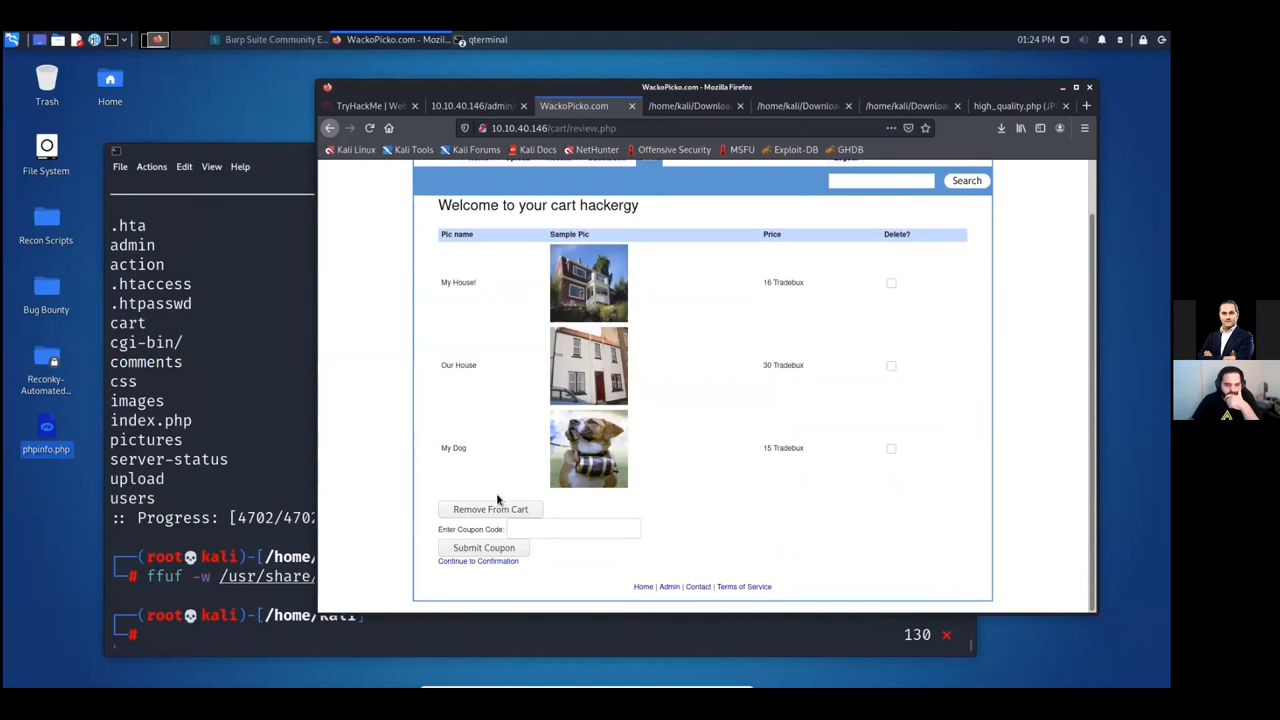 Burp Suite Community E...
WackoPicko.com - Mozil...
qterminal
01:24 PM
Trash
Home
File System
Recon Scripts
Bug Bounty
Reconky-
Automated...
phpinfo.php
File Actions Edit View Help
.hta
admin
action
.htaccess
.htpasswd
cart
cgi-bin/
comments
css
images
index.php
pictures
server-status
upload
users
:: Progress: [4702/4702
(root💀kali)-[/home/
# ffuf -w /usr/share/
(root💀kali)-[/home/kali]
#
130 ×
WackoPicko.com - Mozilla Firefox
TryHackMe | We
10.10.40.146/admin/
WackoPicko.com
/home/kali/Downloa
/home/kali/Downloa
/home/kali/Downloa
high_quality.php (JP
10.10.40.146/cart/review.php
Kali Linux Kali Tools Kali Forums Kali Docs NetHunter Offensive Security MSFU Exploit-DB GHDB
Search
Welcome to your cart hackergy
Pic name Sample Pic Price Delete?
My House! 16 Tradebux
Our House 30 Tradebux
My Dog 15 Tradebux
Remove From Cart
Enter Coupon Code:
Submit Coupon
Continue to Confirmation
Home | Admin | Contact | Terms of Service